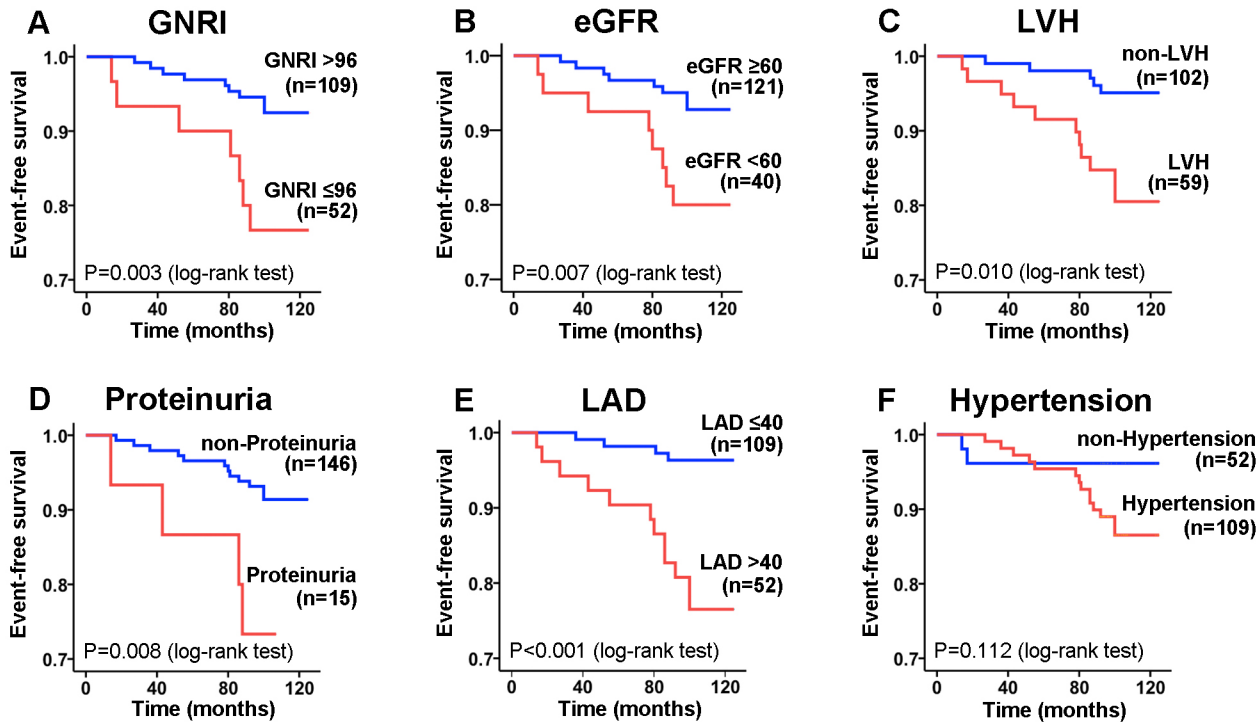 A GNRI
Event-free survival
1.0
0.9
0.8
0.7
GNRI >96
(n=109)
GNRI ≤96
(n=52)
P=0.003 (log-rank test)
0 40 80 120
Time (months)
B eGFR
Event-free survival
1.0
0.9
0.8
0.7
eGFR ≥60
(n=121)
eGFR <60
(n=40)
P=0.007 (log-rank test)
0 40 80 120
Time (months)
C LVH
Event-free survival
1.0
0.9
0.8
0.7
non-LVH
(n=102)
LVH
(n=59)
P=0.010 (log-rank test)
0 40 80 120
Time (months)
D Proteinuria
Event-free survival
1.0
0.9
0.8
0.7
non-Proteinuria
(n=146)
Proteinuria
(n=15)
P=0.008 (log-rank test)
0 40 80 120
Time (months)
E LAD
Event-free survival
1.0
0.9
0.8
0.7
LAD ≤40
(n=109)
LAD >40
(n=52)
P<0.001 (log-rank test)
0 40 80 120
Time (months)
F Hypertension
Event-free survival
1.0
0.9
0.8
0.7
non-Hypertension
(n=52)
Hypertension
(n=109)
P=0.112 (log-rank test)
0 40 80 120
Time (months)